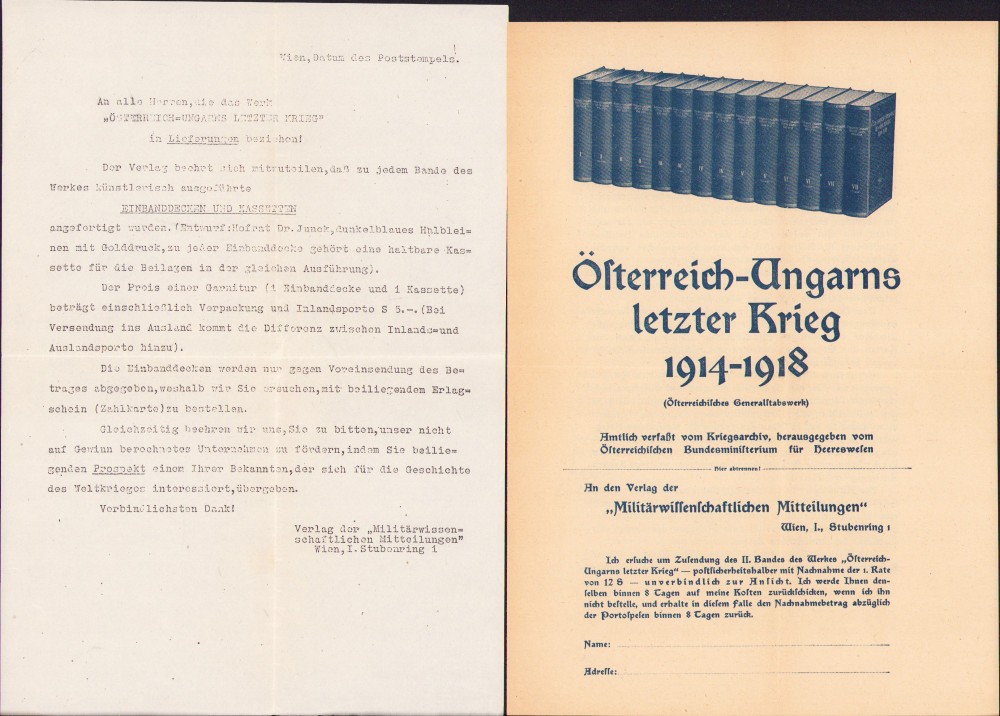 Wien,Datum des Poststempels.
An alle Herren,die das Werk
„ÖSTERREICH=UNGARNS LETZTER KRIEG"
in Lieferungen beziehen!
Der Verlag beehrt sich mitzuteilen,daß zu jedem Bande des
Werkes künstlerisch ausgeführte
EINBANDDECKEN UND KASSETTEN
angefertigt wurden.(Entwurf:Hofrat Dr. Junck,dunkelblaues Halblei=
nen mit Golddruck,zu jeder Einbanddecke gehört eine haltbare Kas=
sette für die Beilagen in der gleichen Ausführung).
Der Preis einer Garnitur (1 Einbanddecke und 1 Kassette)
beträgt einschließlich Verpackung und Inlandsporto S 5.-.(Bei
Versendung ins Ausland kommt die Differenz zwischen Inlands=und
Auslandsporto hinzu).
Die Einbanddecken werden nur gegen Voreinsendung des Be=
trages abgegeben,weshalb wir Sie ersuchen,mit beiliegendem Erlag=
schein (Zahlkarte)zu bestellen.
Gleichzeitig beehren wir uns,Sie zu bitten,unser nicht
auf Gewinn berechnetes Unternehmen zu fördern,indem Sie beilie=
genden Prospekt einem Ihrer Bekannten,der sich für die Geschichte
des Weltkrieges interessiert,übergeben.
Verbindlichsten Dank!
Verlag der „Militärwissen=
schaftlichen Mitteilungen"
Wien,I.Stubenring 1
Österreich-Ungarns
letzter Krieg
1914-1918
(Österreichisches Generalstabswerk)
Amtlich verfaßt vom Kriegsarchiv, herausgegeben vom
Österreichischen Bundesministerium für Heereswesen
Hier abtrennen!
An den Verlag der
„Militärwissenschaftlichen Mitteilungen"
Wien, I., Stubenring 1
Ich ersuche um Zusendung des II. Bandes des Werkes „Österreich-
Ungarns letzter Krieg" — postsicherheitshalber mit Nachnahme der 1. Rate
von 12 S — unverbindlich zur Ansicht. Ich werde Ihnen den-
selben binnen 8 Tagen auf meine Kosten zurückschicken, wenn ich ihn
nicht bestelle, und erhalte in diesem Falle den Nachnahmebetrag abzüglich
der Portospesen binnen 8 Tagen zurück.
Name:
Adresse: